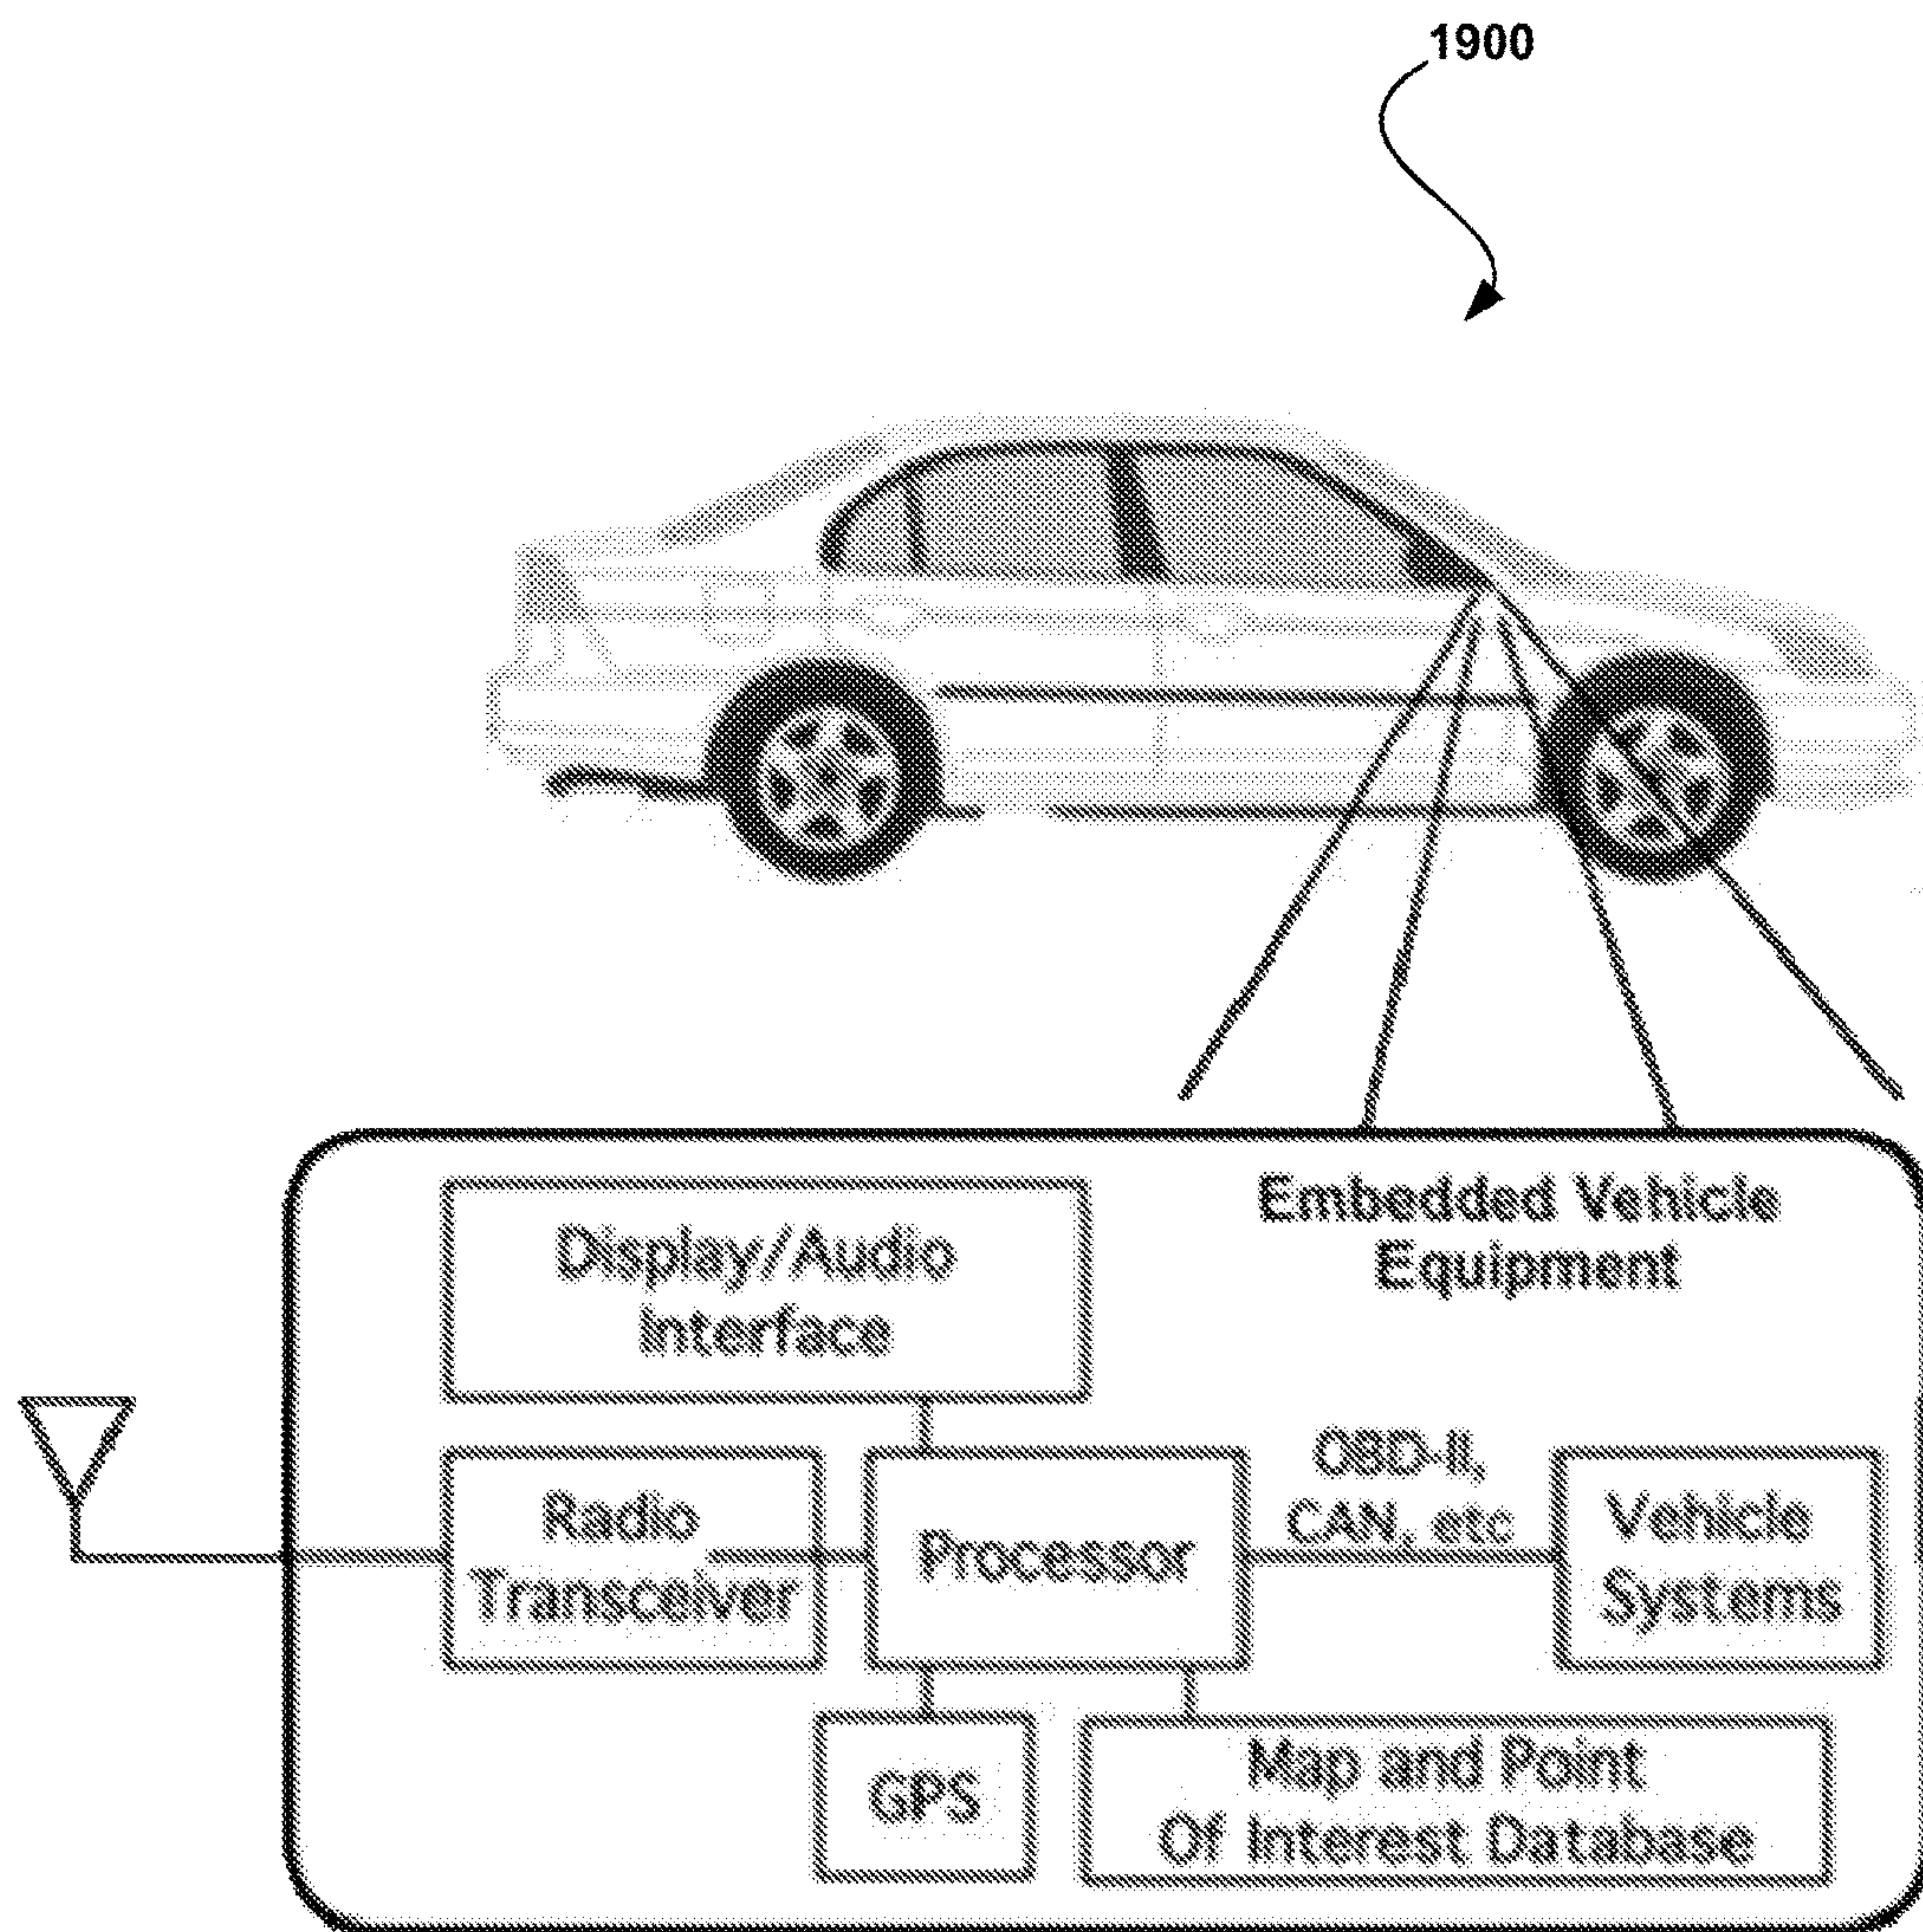 1900
Embedded Vehicle
Equipment
Display/Audio
Interface
Radio
Transceiver
Processor
OBD-II,
CAN, etc
Vehicle
Systems
GPS
Map and Point
Of Interest Database